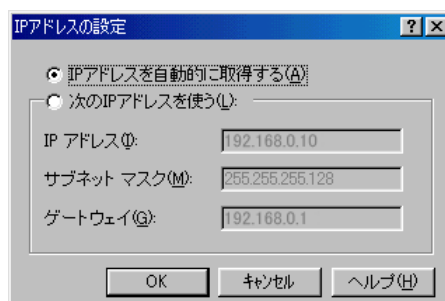 IPアドレスの設定
IPアドレスを自動的に取得する(A)
次のIPアドレスを使う(L):
IP アドレス(I): 192.168.0.10
サブネット マスク(M): 255.255.255.128
ゲートウェイ(G): 192.168.0.1
OK キャンセル ヘルプ(H)